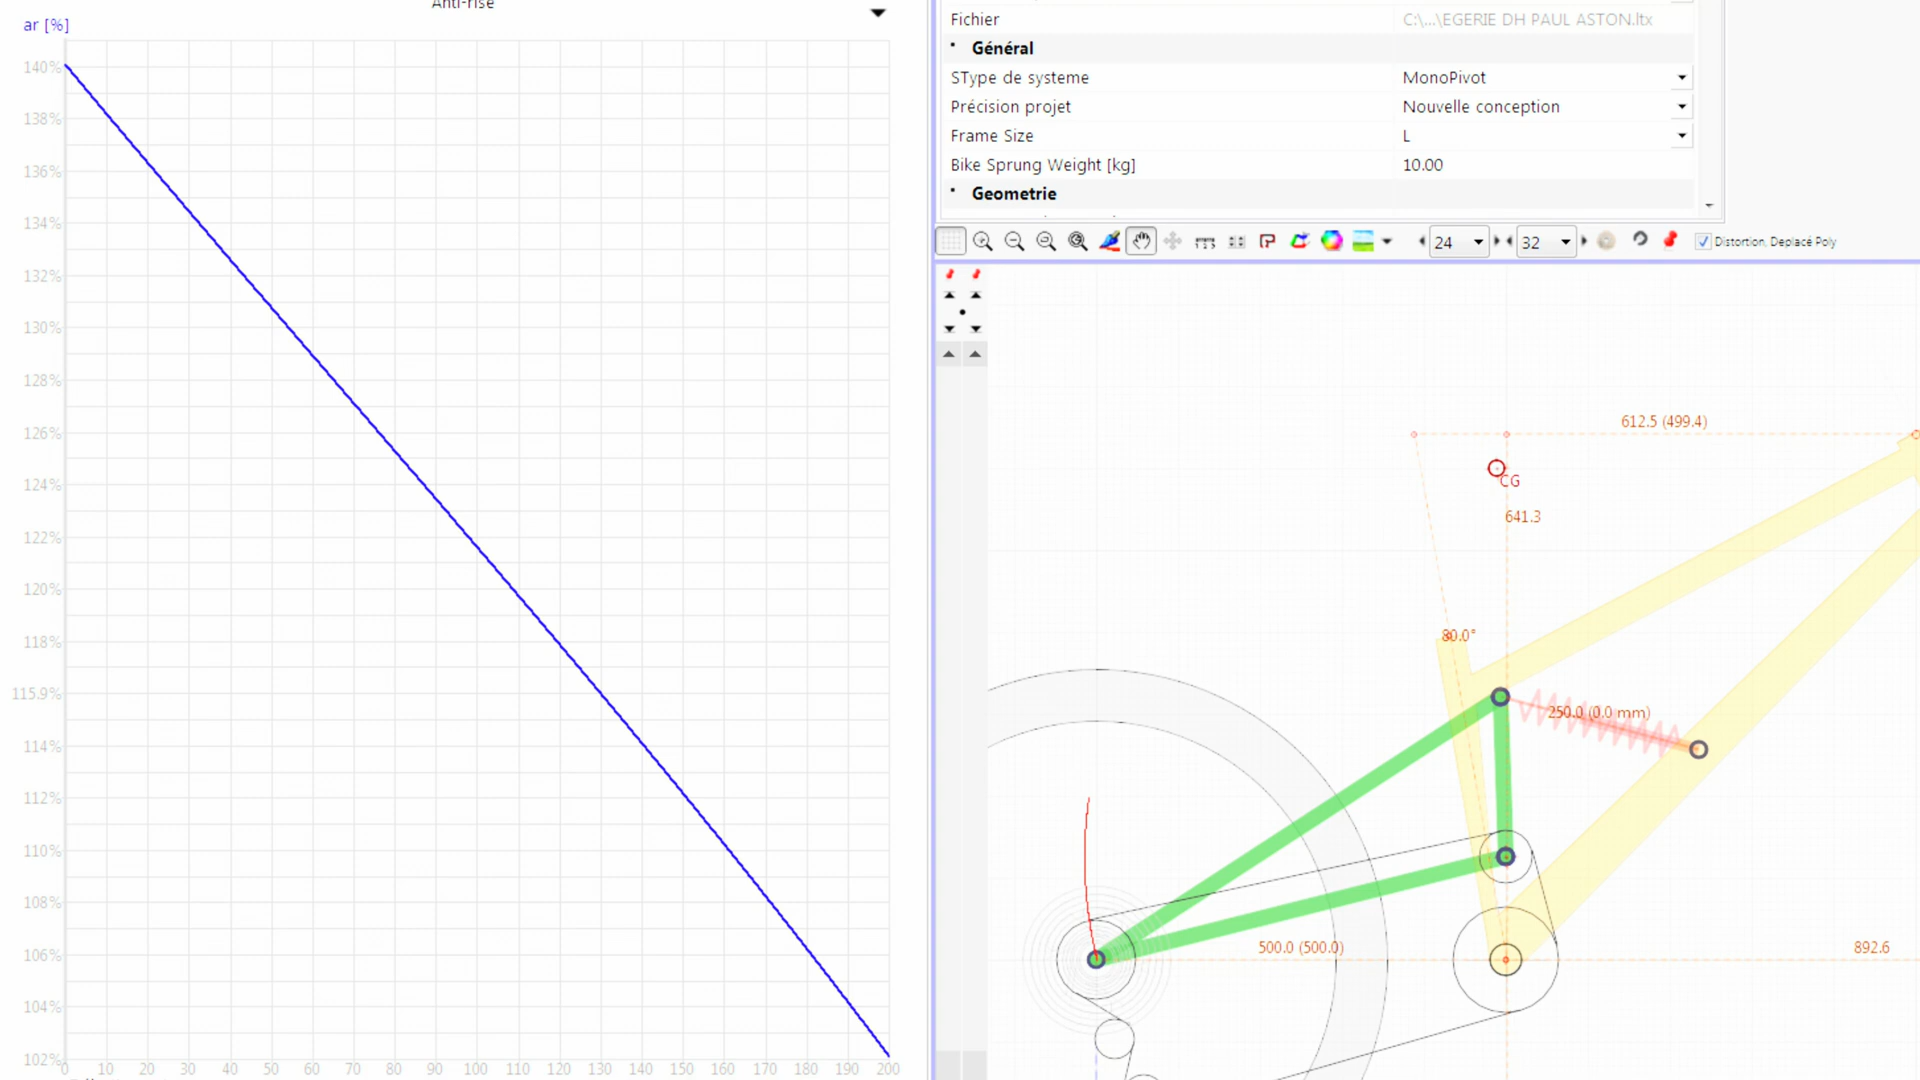 Anti-rise
ar [%]
140%
138%
136%
134%
132%
130%
128%
126%
124%
122%
120%
118%
115.9%
114%
112%
110%
108%
106%
104%
102%
0 10 20 30 40 50 60 70 80 90 100 110 120 130 140 150 160 170 180 190 200
Fichier C:\...\EGERIE DH PAUL ASTON.ltx
Général
SType de systeme MonoPivot
Précision projet Nouvelle conception
Frame Size L
Bike Sprung Weight [kg] 10.00
Geometrie
24 32 Distortion, Deplacé Poly
612.5 (499.4)
CG
641.3
80.0°
250.0 (0.0 mm)
500.0 (500.0)
892.6